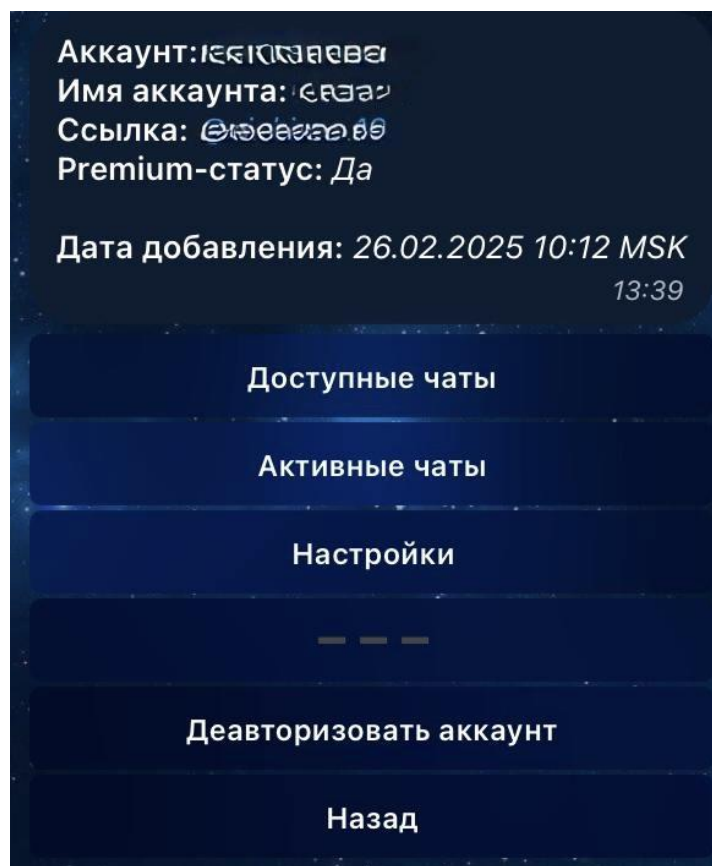 Аккаунт:
Имя аккаунта:
Ссылка:
Premium-статус: Да
Дата добавления: 26.02.2025 10:12 MSK
13:39
Доступные чаты
Активные чаты
Настройки
— — —
Деавторизовать аккаунт
Назад